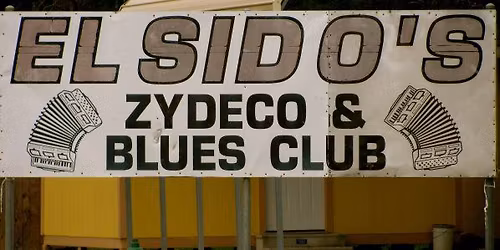 EL SIDO'S
ZYDECO &
BLUES CLUB